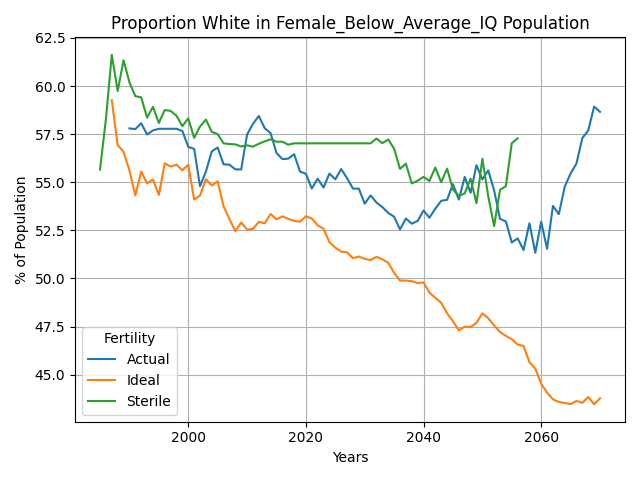 Proportion White in Female_Below_Average_IQ Population
% of Population
62.5
60.0
57.5
55.0
52.5
50.0
47.5
45.0
Fertility
Actual
Ideal
Sterile
2000
2020
2040
2060
Years